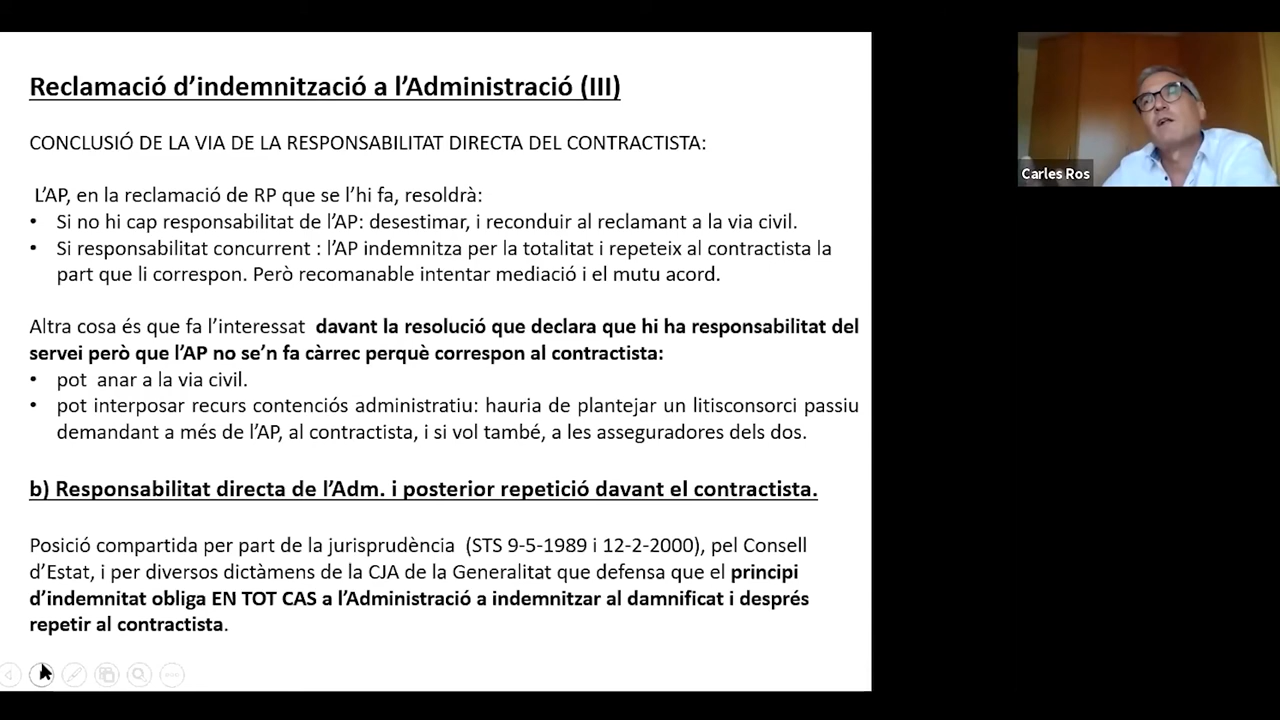 Reclamació d'indemnització a l'Administració (III)
CONCLUSIÓ DE LA VIA DE LA RESPONSABILITAT DIRECTA DEL CONTRACTISTA:
L'AP, en la reclamació de RP que se l'hi fa, resoldrà:
• Si no hi cap responsabilitat de l'AP: desestimar, i reconduir al reclamant a la via civil.
• Si responsabilitat concurrent : l'AP indemnitza per la totalitat i repeteix al contractista la
part que li correspon. Però recomanable intentar mediació i el mutu acord.
Altra cosa és que fa l'interessat davant la resolució que declara que hi ha responsabilitat del
servei però que l'AP no se'n fa càrrec perquè correspon al contractista:
• pot anar a la via civil.
• pot interposar recurs contenciós administratiu: hauria de plantejar un litisconsorci passiu
demandant a més de l'AP, al contractista, i si vol també, a les asseguradores dels dos.
b) Responsabilitat directa de l'Adm. i posterior repetició davant el contractista.
Posició compartida per part de la jurisprudència (STS 9-5-1989 i 12-2-2000), pel Consell
d'Estat, i per diversos dictàmens de la CJA de la Generalitat que defensa que el principi
d'indemnitat obliga EN TOT CAS a l'Administració a indemnitzar al damnificat i després
repetir al contractista.
Carles Ros